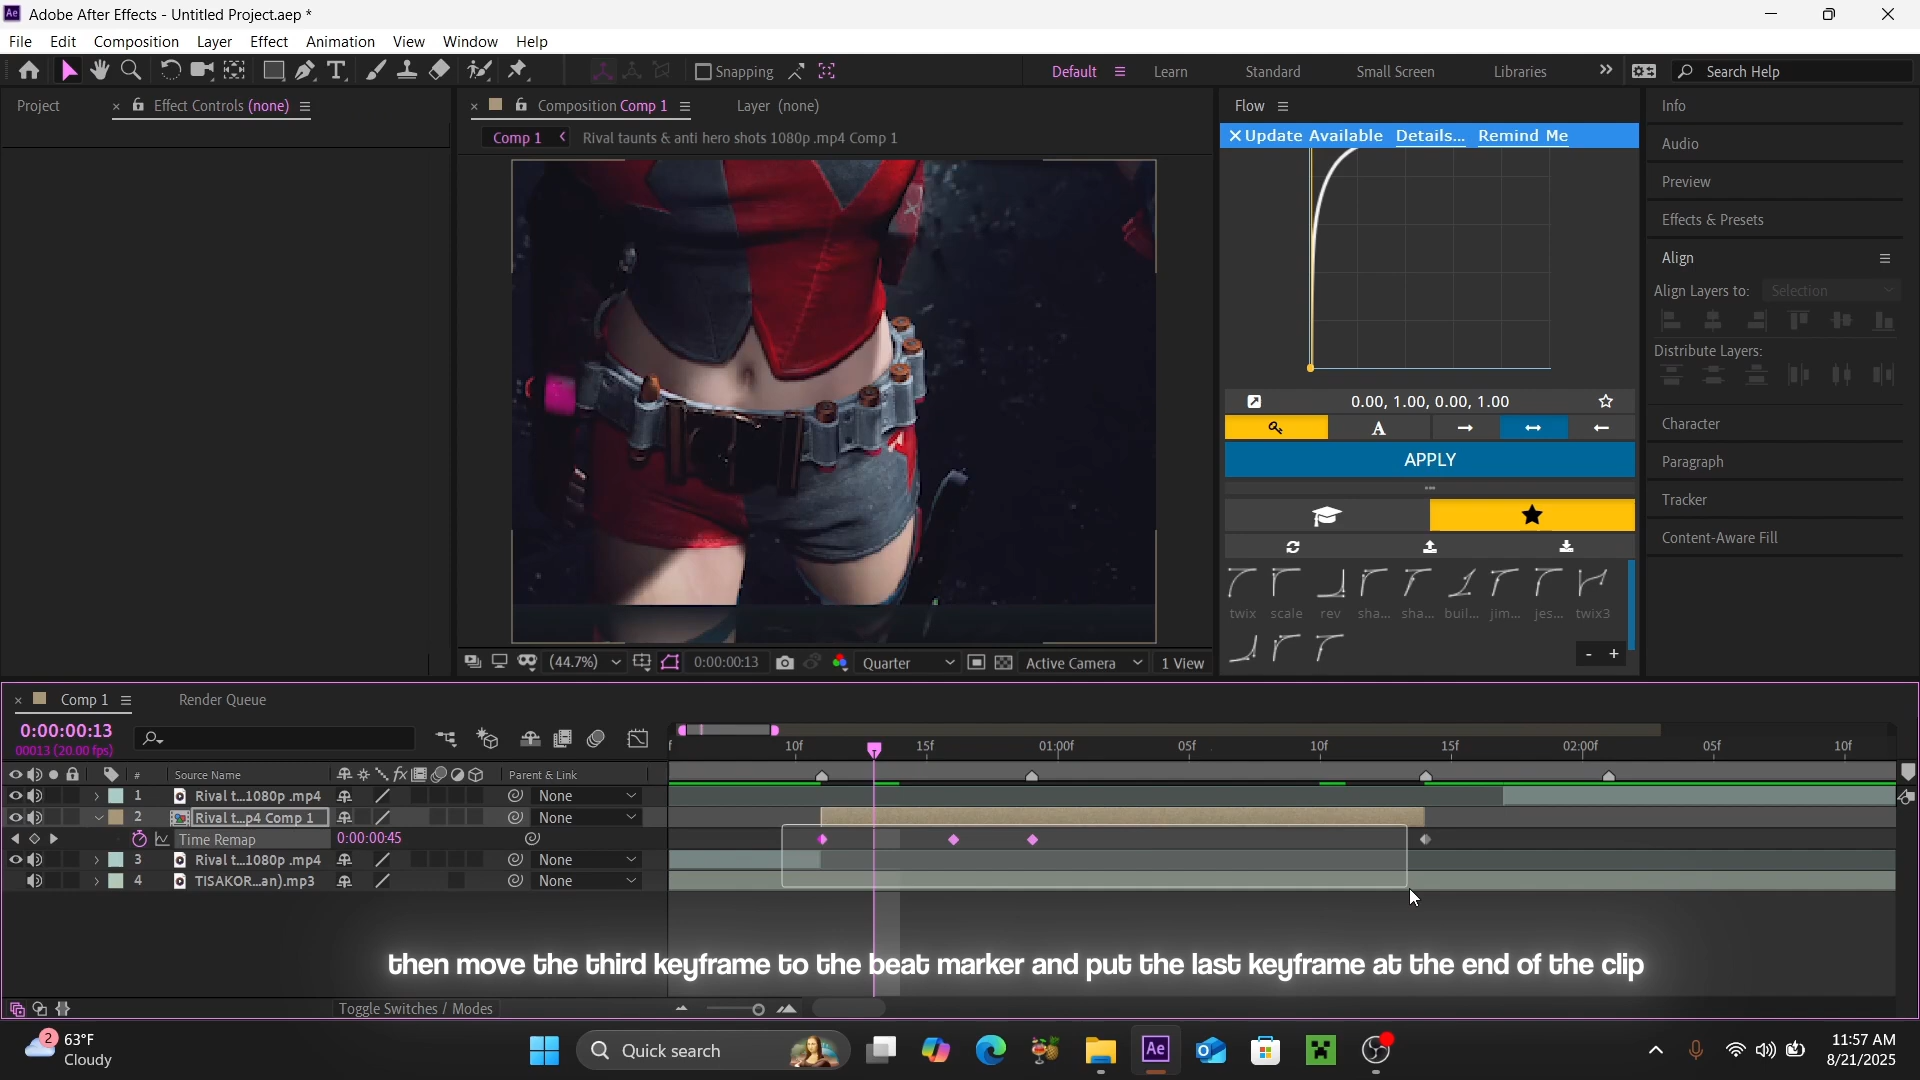 Adobe After Effects - Untitled Project.aep *
File Edit Composition Layer Effect Animation View Window Help
Snapping
Default Learn Standard Small Screen Libraries Search Help
Project Effect Controls (none)
Composition Comp 1 Layer (none)
Comp 1 Rival taunts & anti hero shots 1080p .mp4 Comp 1
Flow
Update Available Details... Remind Me
0.00, 1.00, 0.00, 1.00
A
APPLY
twix scale rev sha... sha... buil... jim... jes... twix3
- +
Info
Audio
Preview
Effects & Presets
Align
Align Layers to: Selection
Distribute Layers:
Character
Paragraph
Tracker
Content-Aware Fill
(44.7%) 0:00:00:13 Quarter Active Camera 1 View
Comp 1 Render Queue
0:00:00:13
00013 (20.00 fps)
f 10f 15f 01:00f 05f 10f 15f 02:00f 05f 10f
# Source Name fx Parent & Link
1 Rival t...1080p .mp4 None
2 Rival t...p4 Comp 1 None
Time Remap 0:00:00:45
3 Rival t...1080p .mp4 None
4 TISAKOR...an).mp3 None
then move the third keyframe to the beat marker and put the last keyframe at the end of the clip
Toggle Switches / Modes
2 63°F
Cloudy
Quick search
Ae
11:57 AM
8/21/2025